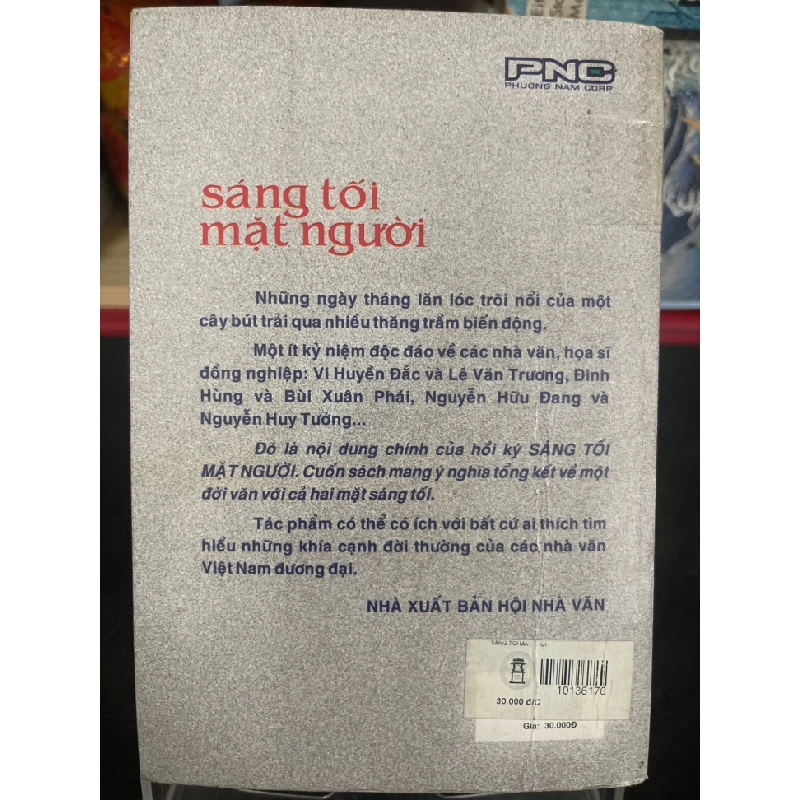 PNC
PHUONG NAM CORP
sáng tối
mặt người
Những ngày tháng lăn lóc trôi nổi của một
cây bút trải qua nhiều thăng trầm biến động.
Một ít kỷ niệm độc đáo về các nhà văn, họa sĩ
đồng nghiệp: Vi Huyền Đắc và Lê Văn Trương, Đinh
Hùng và Bùi Xuân Phái, Nguyễn Hữu Đang và
Nguyễn Huy Tưởng...
Đó là nội dung chính của hồi ký SÁNG TỐI
MẶT NGƯỜI. Cuốn sách mang ý nghĩa tổng kết về một
đời văn với cả hai mặt sáng tối.
Tác phẩm có thể có ích với bất cứ ai thích tìm
hiểu những khía cạnh đời thường của các nhà văn
Việt Nam đương đại.
NHÀ XUẤT BẢN HỘI NHÀ VĂN
SÁNG TỐI
10136176
30.000 đ/C
Giá: 30.000Đ